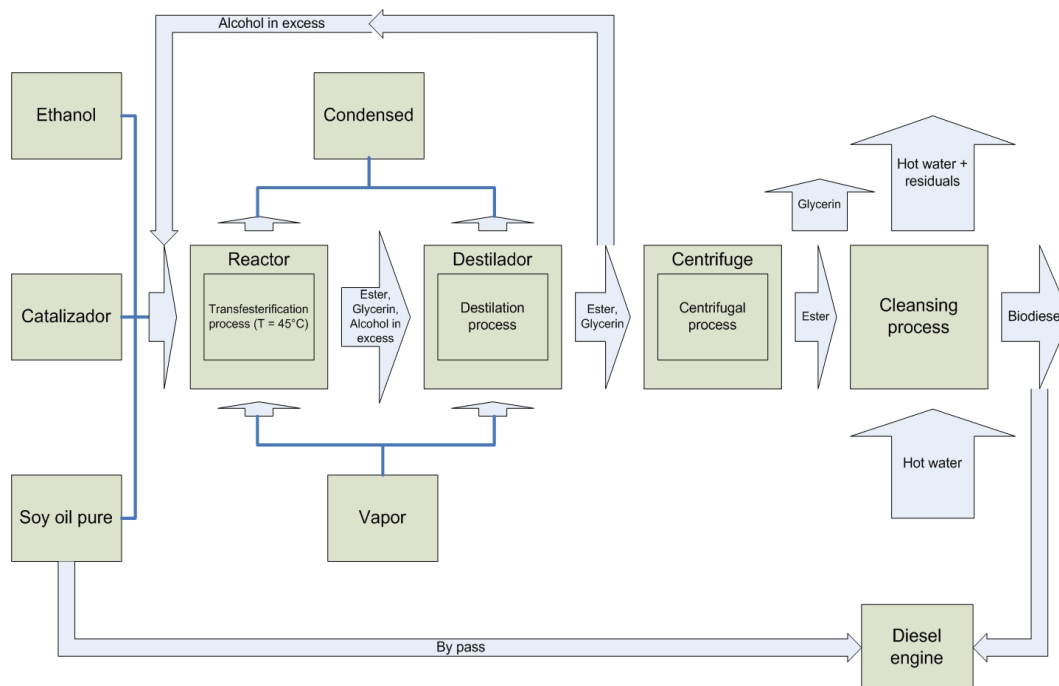 Alcohol in excess
Ethanol
Condensed
Hot water +
residuals
Glycerin
Reactor
Destilador
Centrifuge
Catalizador
Transfesterification
process (T = 45°C)
Ester,
Glycerin,
Alcohol in
excess
Destilation
process
Ester,
Glycerin
Centrifugal
process
Ester
Cleansing
process
Biodiesel
Hot water
Soy oil pure
Vapor
By pass
Diesel
engine